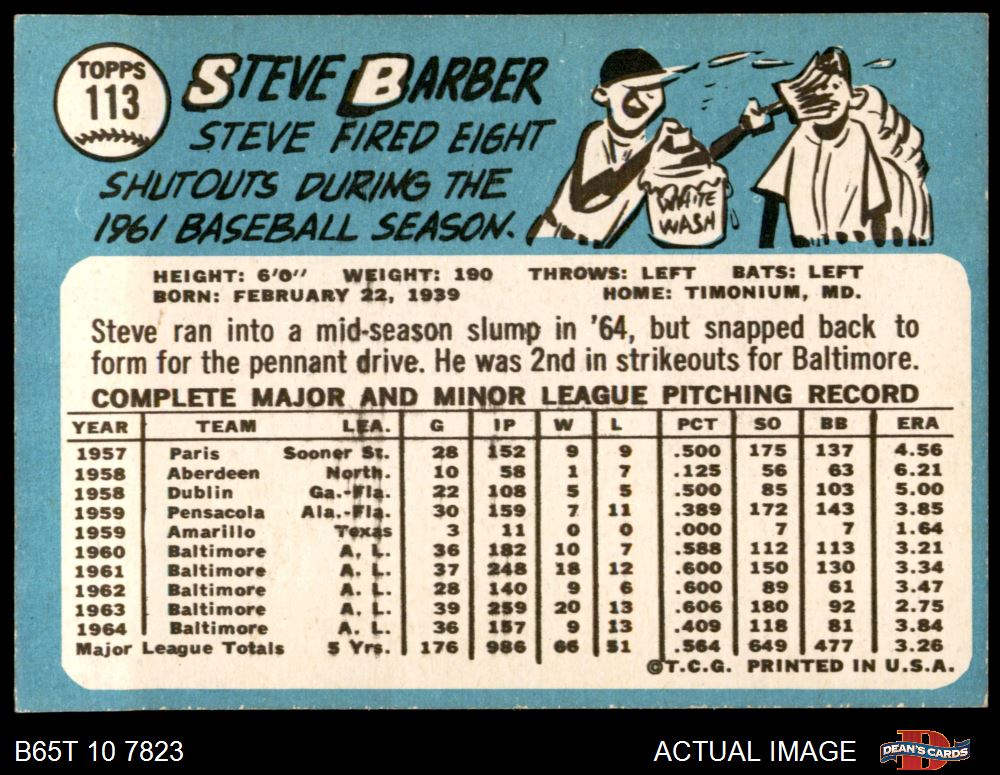 TOPPS
113
STEVE BARBER
STEVE FIRED EIGHT
SHUTOUTS DURING THE
1961 BASEBALL SEASON.
WHITE
WASH
HEIGHT: 6'0" WEIGHT: 190 THROWS: LEFT BATS: LEFT
BORN: FEBRUARY 22, 1939 HOME: TIMONIUM, MD.
Steve ran into a mid-season slump in '64, but snapped back to
form for the pennant drive. He was 2nd in strikeouts for Baltimore.
COMPLETE MAJOR AND MINOR LEAGUE PITCHING RECORD
YEAR TEAM LEA. G IP W L PCT SO BB ERA
1957 Paris Sooner St. 28 152 9 9 .500 175 137 4.56
1958 Aberdeen North. 10 58 1 7 .125 56 63 6.21
1958 Dublin Ga.-Fla. 22 108 5 5 .500 85 103 5.00
1959 Pensacola Ala.-Fla. 30 159 7 11 .389 172 143 3.85
1959 Amarillo Texas 3 11 0 0 .000 7 7 1.64
1960 Baltimore A. L. 36 182 10 7 .588 112 113 3.21
1961 Baltimore A. L. 37 248 18 12 .600 150 130 3.34
1962 Baltimore A. L. 28 140 9 6 .600 89 61 3.47
1963 Baltimore A. L. 39 259 20 13 .606 180 92 2.75
1964 Baltimore A. L. 36 157 9 13 .409 118 81 3.84
Major League Totals 5 Yrs. 176 986 66 51 .564 649 477 3.26
©T.C.G. PRINTED IN U.S.A.
B65T 10 7823 ACTUAL IMAGE DEAN'S CARDS